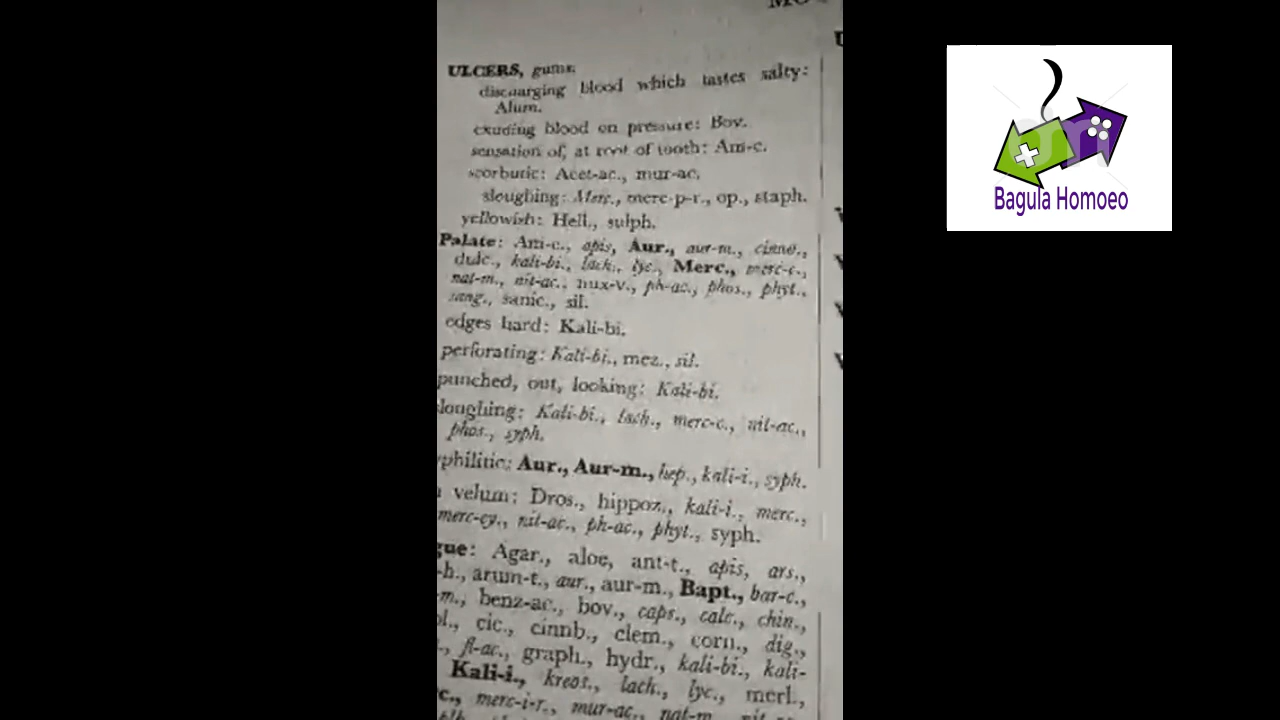 ULCERS, gums
discharging blood which tastes salty:
Alum.
exuding blood on pressure: Bov.
sensation of, at root of tooth: Am-c.
scorbutic: Acet-ac., mur-ac.
sloughing: Merc., merc-p-r., op., staph.
yellowish: Hell., sulph.
Palate: Am-c., apis, Aur., aur-m., cinnb.,
dulc., kali-bi., lach., lyc., Merc., merc-c.,
nat-m., nit-ac., nux-v., ph-ac., phos., phyt.,
sang., sanic., sil.
edges hard: Kali-bi.
perforating: Kali-bi., mez., sil.
punched, out, looking: Kali-bi.
loughing: Kali-bi., lach., merc-c., nit-ac.,
phos., syph.
yphilitic: Aur., Aur-m., hep., kali-i., syph.
velum: Dros., hippoz., kali-i., merc.,
merc-cy., nit-ac., ph-ac., phyt., syph.
gue: Agar., aloe, ant-t., apis, ars.,
-h., arum-t., aur., aur-m., Bapt., bar-c.,
-m., benz-ac., bov., caps., calc., chin.,
ol., cic., cinnb., clem., corn., dig.,
., fl-ac., graph., hydr., kali-bi., kali-
Kali-i., kreos., lach., lyc., merl.,
c., merc-i-r., mur-ac., nat-m.
Bagula Homoeo